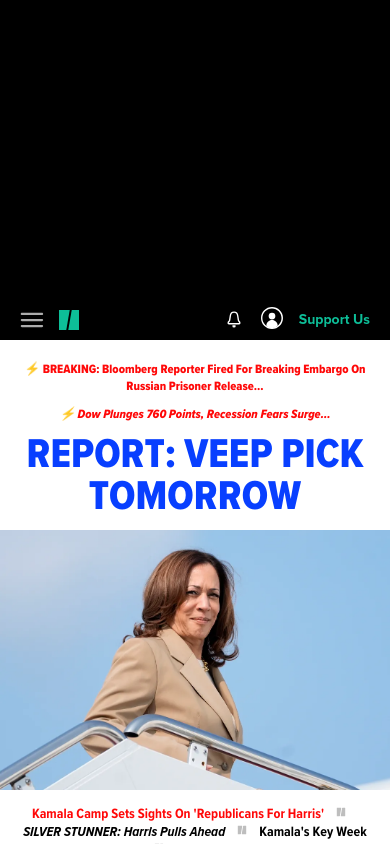 Support Us
⚡ BREAKING: Bloomberg Reporter Fired For Breaking Embargo On
Russian Prisoner Release...
⚡ Dow Plunges 760 Points, Recession Fears Surge...
REPORT: VEEP PICK
TOMORROW
Kamala Camp Sets Sights On 'Republicans For Harris'
SILVER STUNNER: Harris Pulls Ahead
Kamala's Key Week